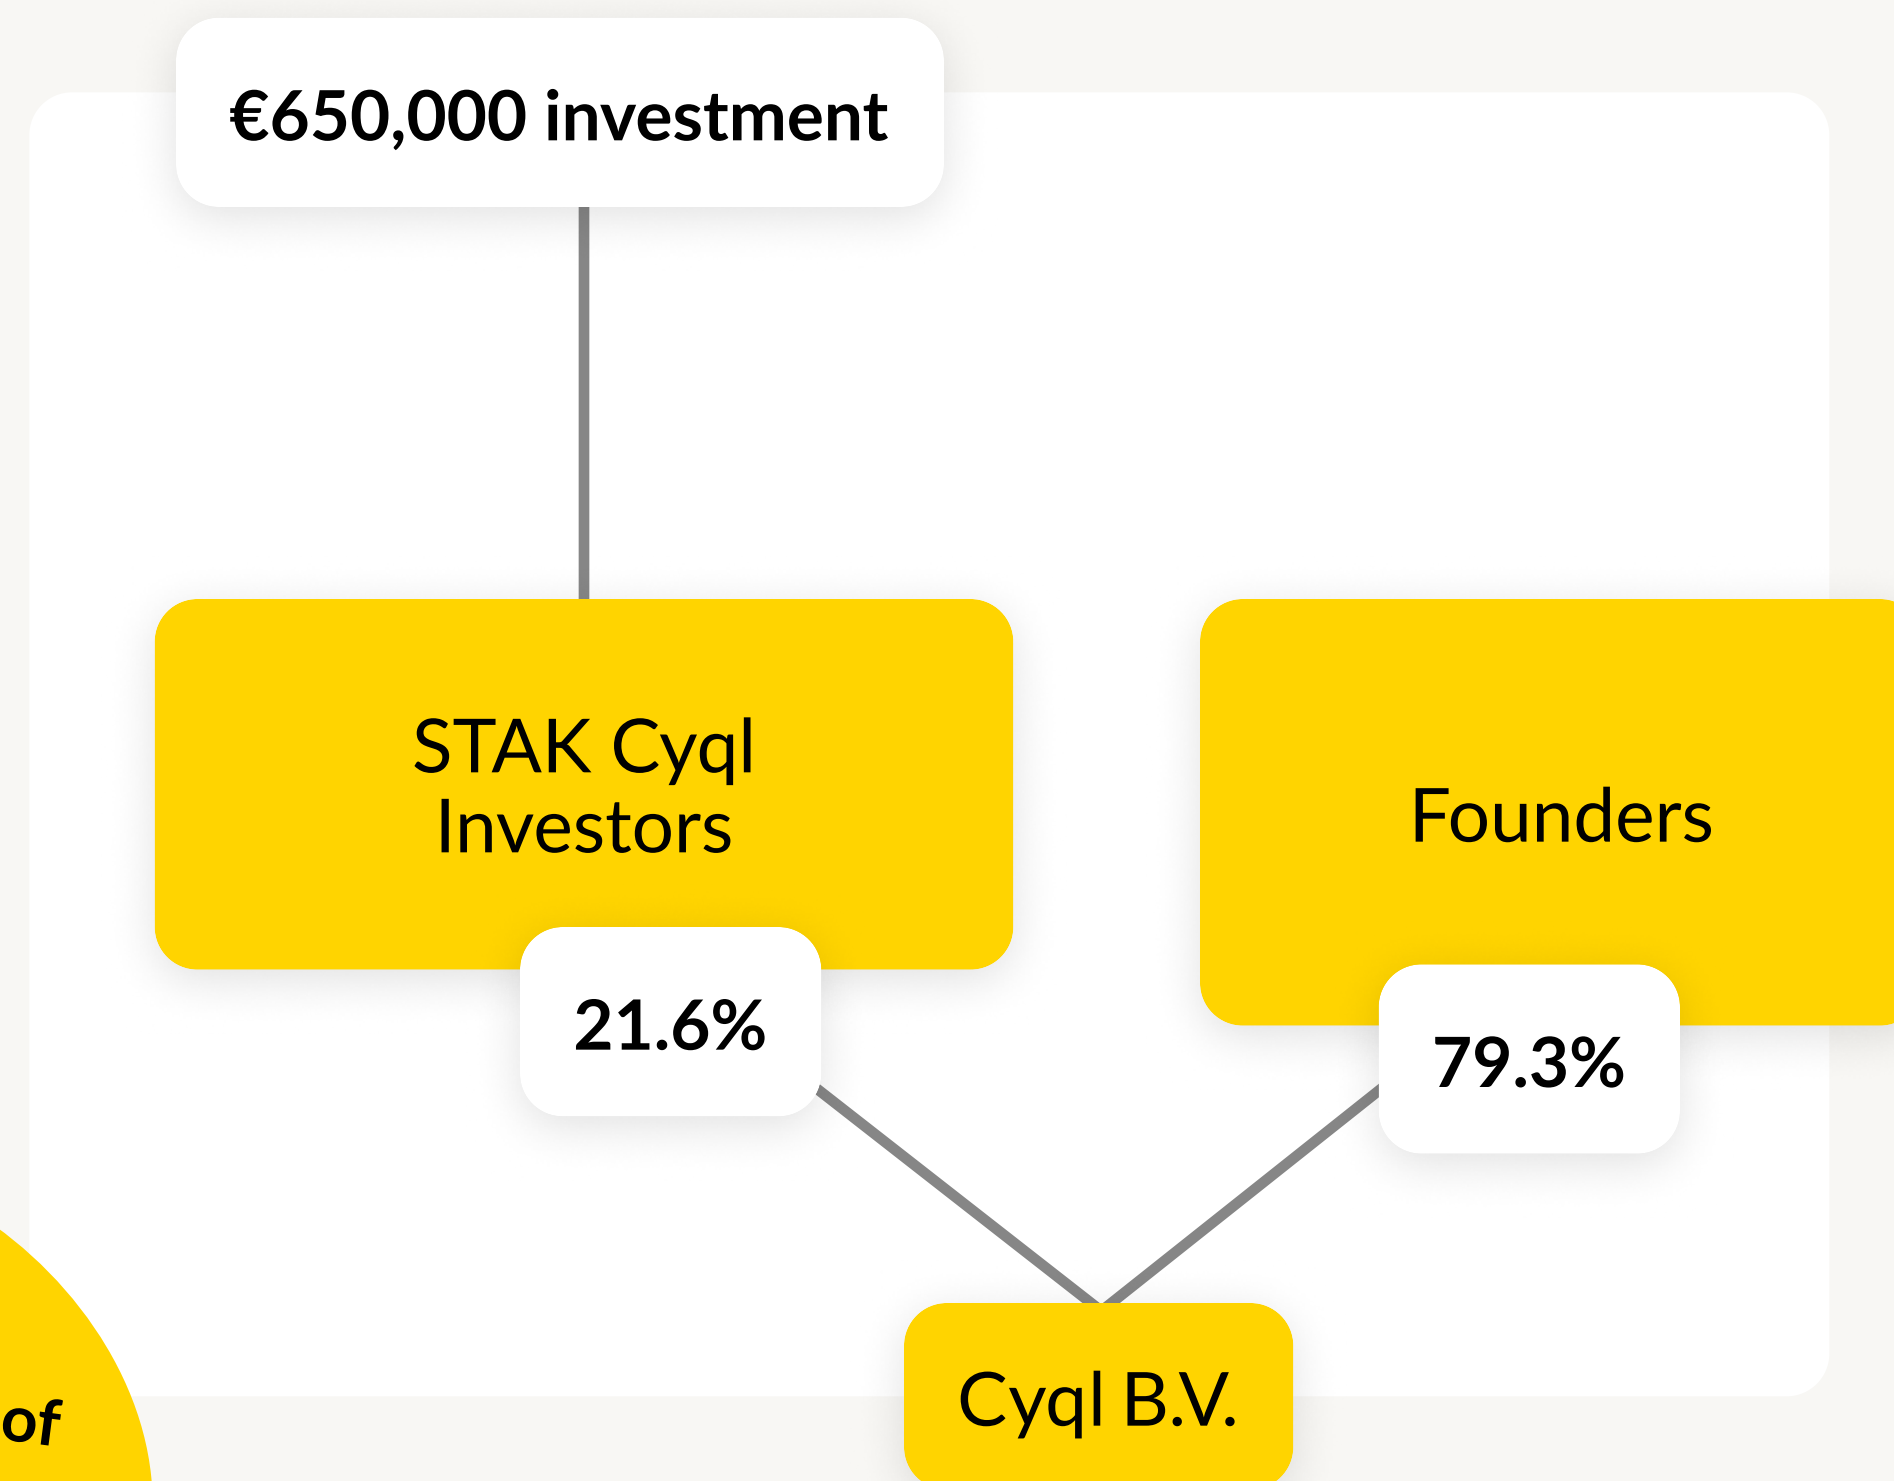 €650,000 investment
STAK Cyql
Investors
Founders
21.6%
79.3%
Cyql B.V.
of